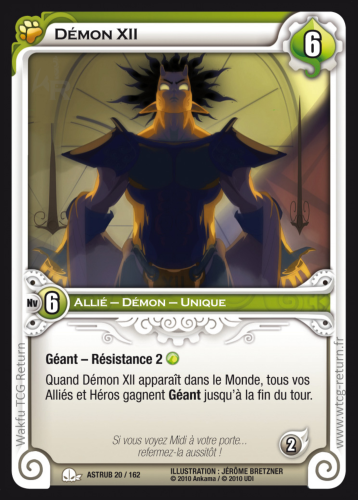 Démon XII
6
Nv 6 Allié – Démon – Unique
Géant – Résistance 2
Quand Démon XII apparaît dans le Monde, tous vos
Alliés et Héros gagnent Géant jusqu'à la fin du tour.
Si vous voyez Midi à votre porte...
refermez-la aussitôt !
2
ASTRUB 20 / 162
ILLUSTRATION : JÉRÔME BRETZNER
© 2010 Ankama / © 2010 UDI
Wakfu TCG Return
www.wtcg-return.fr